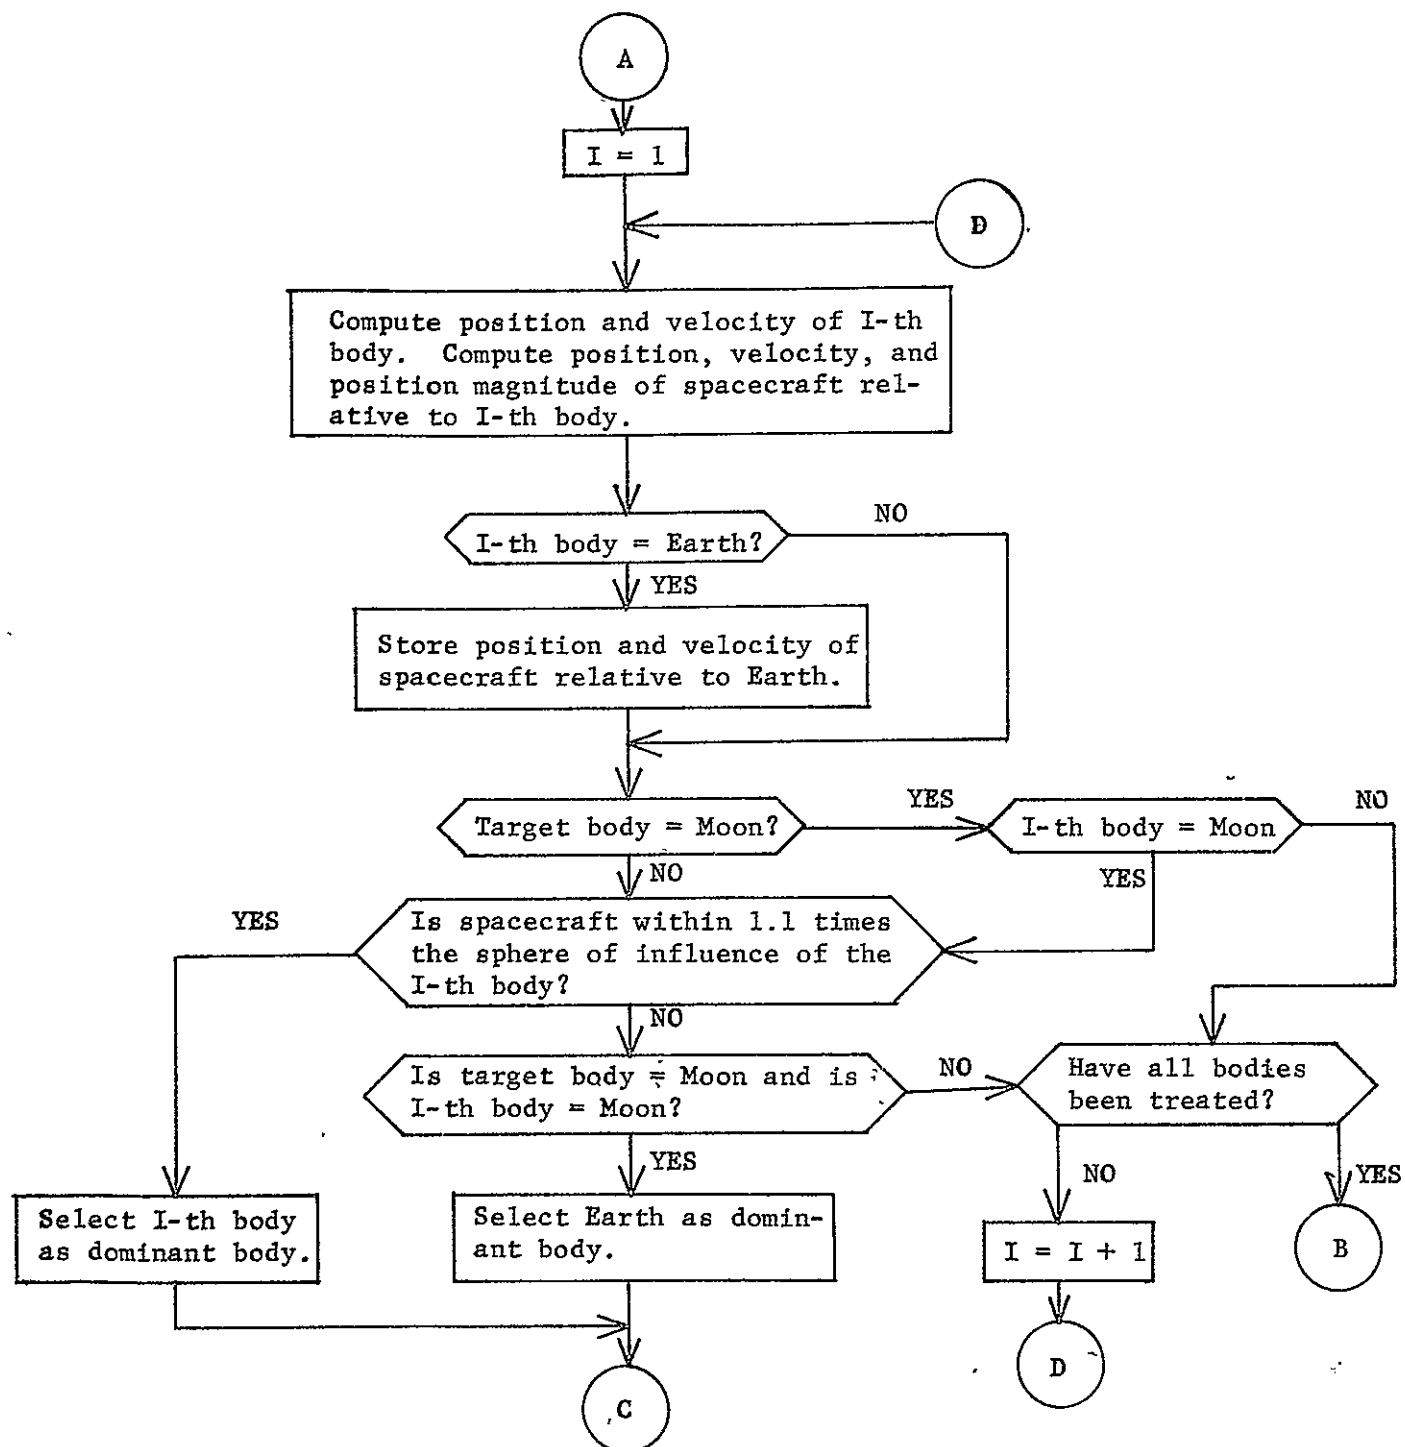 A
I = 1
D
Compute position and velocity of I-th
body. Compute position, velocity, and
position magnitude of spacecraft rel-
ative to I-th body.
I-th body = Earth?
NO
YES
Store position and velocity of
spacecraft relative to Earth.
Target body = Moon?
YES
I-th body = Moon
NO
NO
YES
YES
Is spacecraft within 1.1 times
the sphere of influence of the
I-th body?
NO
Is target body = Moon and is
I-th body = Moon?
NO
Have all bodies
been treated?
YES
NO
YES
Select I-th body
as dominant body.
Select Earth as domin-
ant body.
I = I + 1
B
D
C